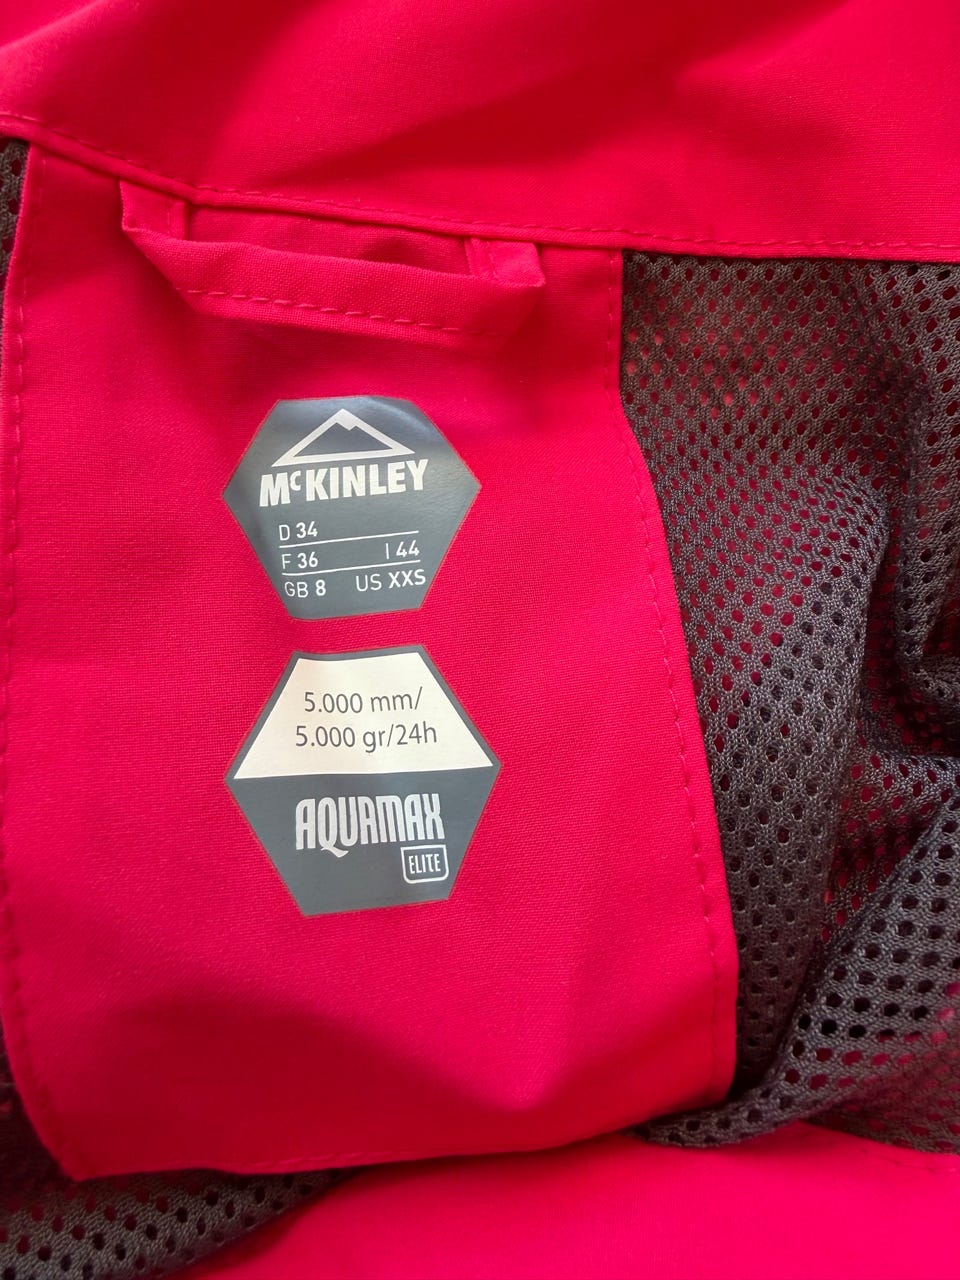 McKINLEY
D 34
F 36 I 44
GB 8 US XXS
5.000 mm/
5.000 gr/24h
AQUAMAX
ELITE